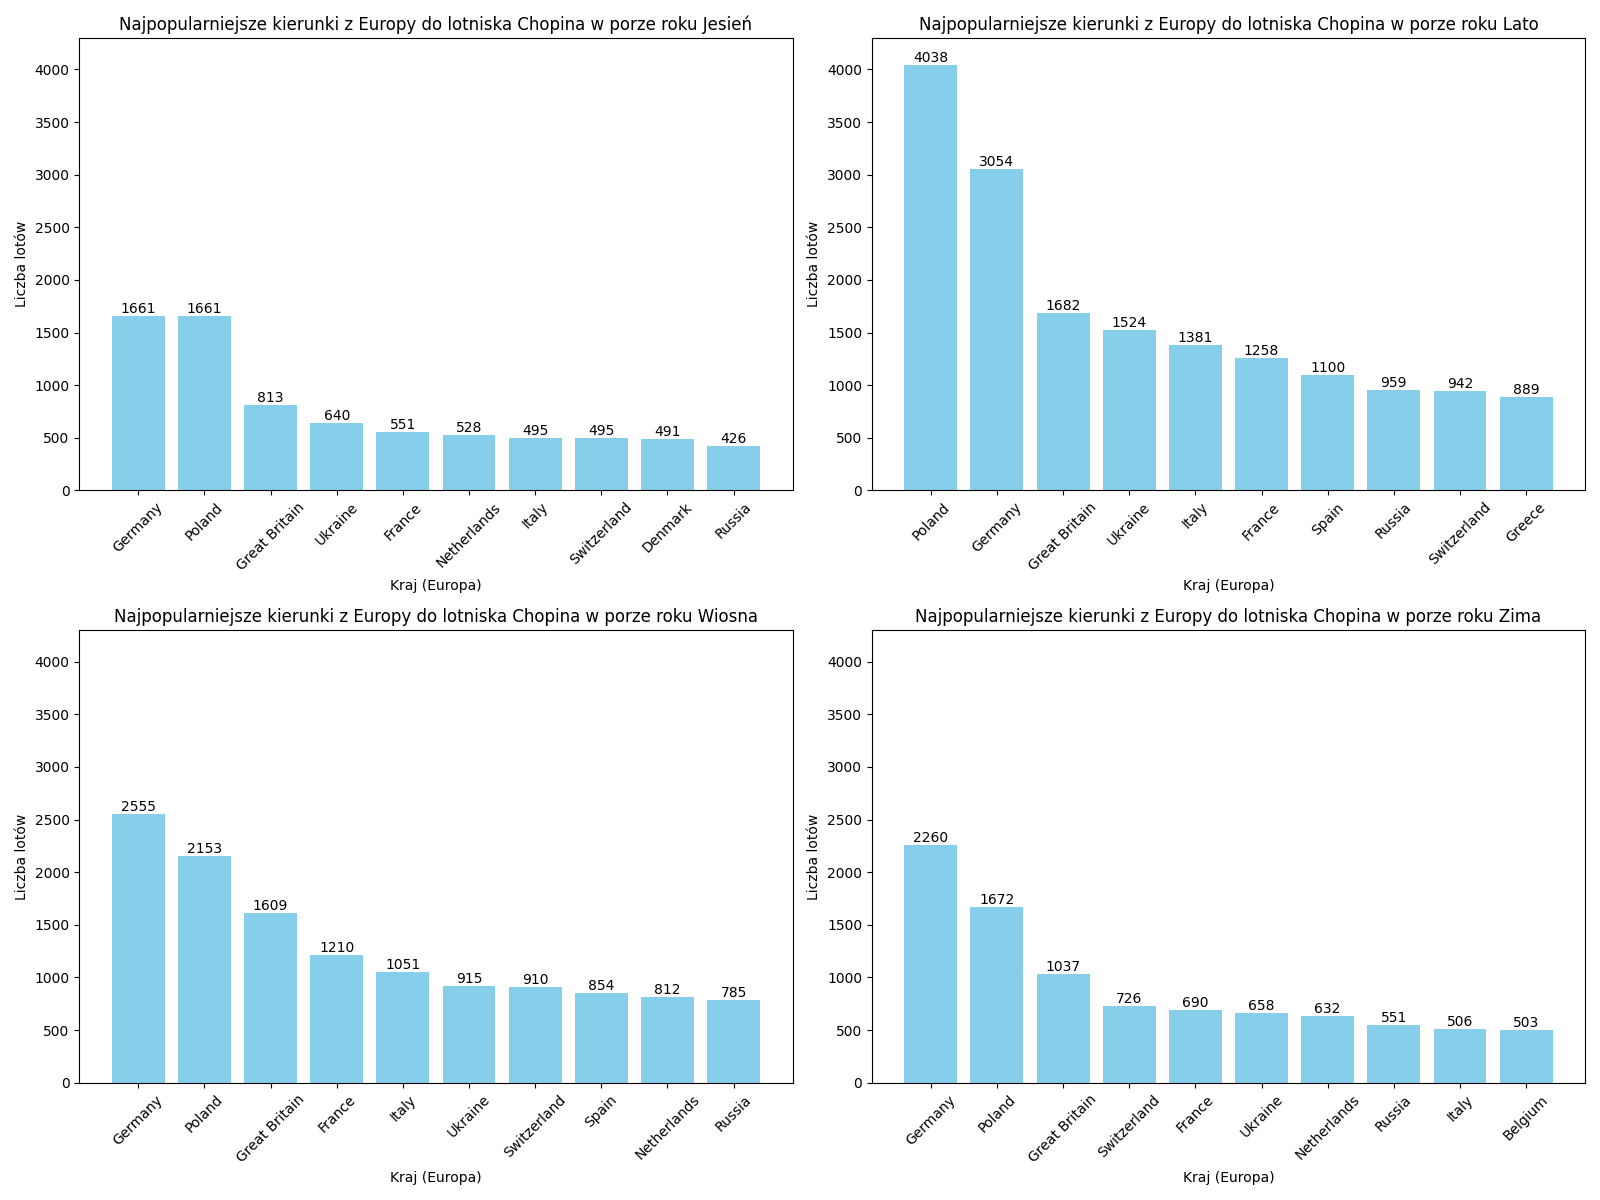 Najpopularniejsze kierunki z Europy do lotniska Chopina w porze roku Jesień
4000
3500
3000
2500
2000
1500
1000
500
0
Liczba lotów
1661
1661
813
640
551
528
495
495
491
426
Germany
Poland
Great Britain
Ukraine
France
Netherlands
Italy
Switzerland
Denmark
Russia
Kraj (Europa)
Najpopularniejsze kierunki z Europy do lotniska Chopina w porze roku Lato
4000
3500
3000
2500
2000
1500
1000
500
0
Liczba lotów
4038
3054
1682
1524
1381
1258
1100
959
942
889
Poland
Germany
Great Britain
Ukraine
Italy
France
Spain
Russia
Switzerland
Greece
Kraj (Europa)
Najpopularniejsze kierunki z Europy do lotniska Chopina w porze roku Wiosna
4000
3500
3000
2500
2000
1500
1000
500
0
Liczba lotów
2555
2153
1609
1210
1051
915
910
854
812
785
Germany
Poland
Great Britain
France
Italy
Ukraine
Switzerland
Spain
Netherlands
Russia
Kraj (Europa)
Najpopularniejsze kierunki z Europy do lotniska Chopina w porze roku Zima
4000
3500
3000
2500
2000
1500
1000
500
0
Liczba lotów
2260
1672
1037
726
690
658
632
551
506
503
Germany
Poland
Great Britain
Switzerland
France
Ukraine
Netherlands
Russia
Italy
Belgium
Kraj (Europa)